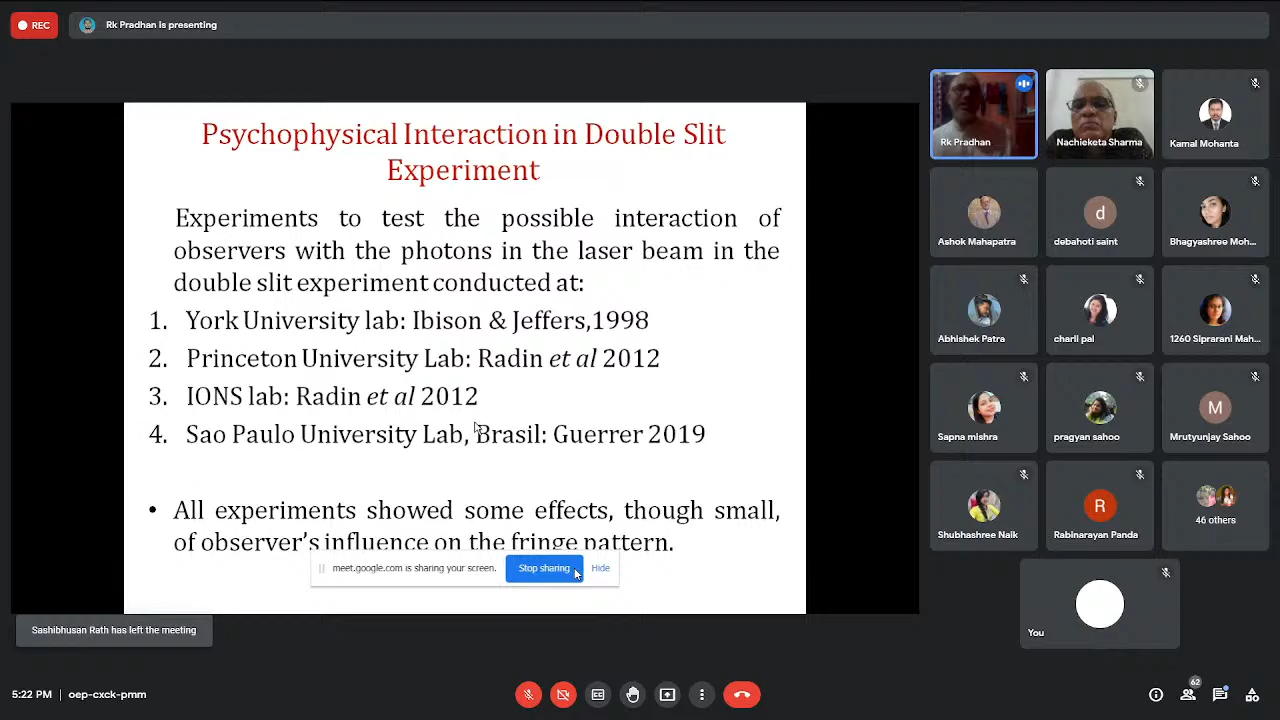 REC
Rk Pradhan is presenting
Psychophysical Interaction in Double Slit
Experiment
Experiments to test the possible interaction of
observers with the photons in the laser beam in the
double slit experiment conducted at:
1. York University lab: Ibison & Jeffers,1998
2. Princeton University Lab: Radin et al 2012
3. IONS lab: Radin et al 2012
4. Sao Paulo University Lab, Brasil: Guerrer 2019
• All experiments showed some effects, though small,
of observer's influence on the fringe pattern.
meet.google.com is sharing your screen.
Stop sharing
Hide
Sashibhusan Rath has left the meeting
Rk Pradhan
Nachieketa Sharma
Kamal Mohanta
Ashok Mahapatra
d
debahoti saint
Bhagyashree Moh...
Abhishek Patra
charli pal
1260 Siprarani Mah...
Sapna mishra
pragyan sahoo
M
Mrutyunjay Sahoo
Shubhashree Naik
R
Rabinarayan Panda
46 others
You
5:22 PM | oep-cxck-pmm
62